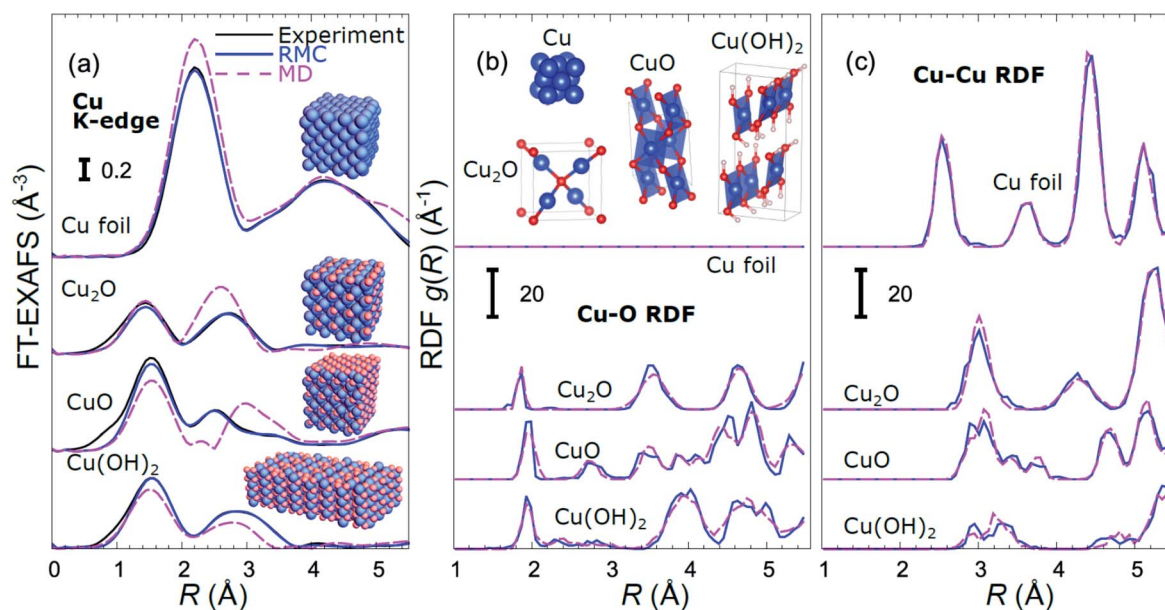 (a)
Experiment
RMC
MD
Cu
K-edge
0.2
Cu foil
Cu2O
CuO
Cu(OH)2
FT-EXAFS (Å-3)
0 1 2 3 4 5
R (Å)
(b)
Cu
CuO
Cu(OH)2
Cu2O
Cu foil
20
Cu-O RDF
Cu2O
CuO
Cu(OH)2
RDF g(R) (Å-1)
1 2 3 4 5
R (Å)
(c)
Cu-Cu RDF
Cu foil
20
Cu2O
CuO
Cu(OH)2
1 2 3 4 5
R (Å)